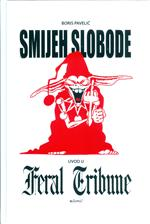 BORIS PAVELIĆ
SMIJEH SLOBODE
UVOD U
Feral Tribune